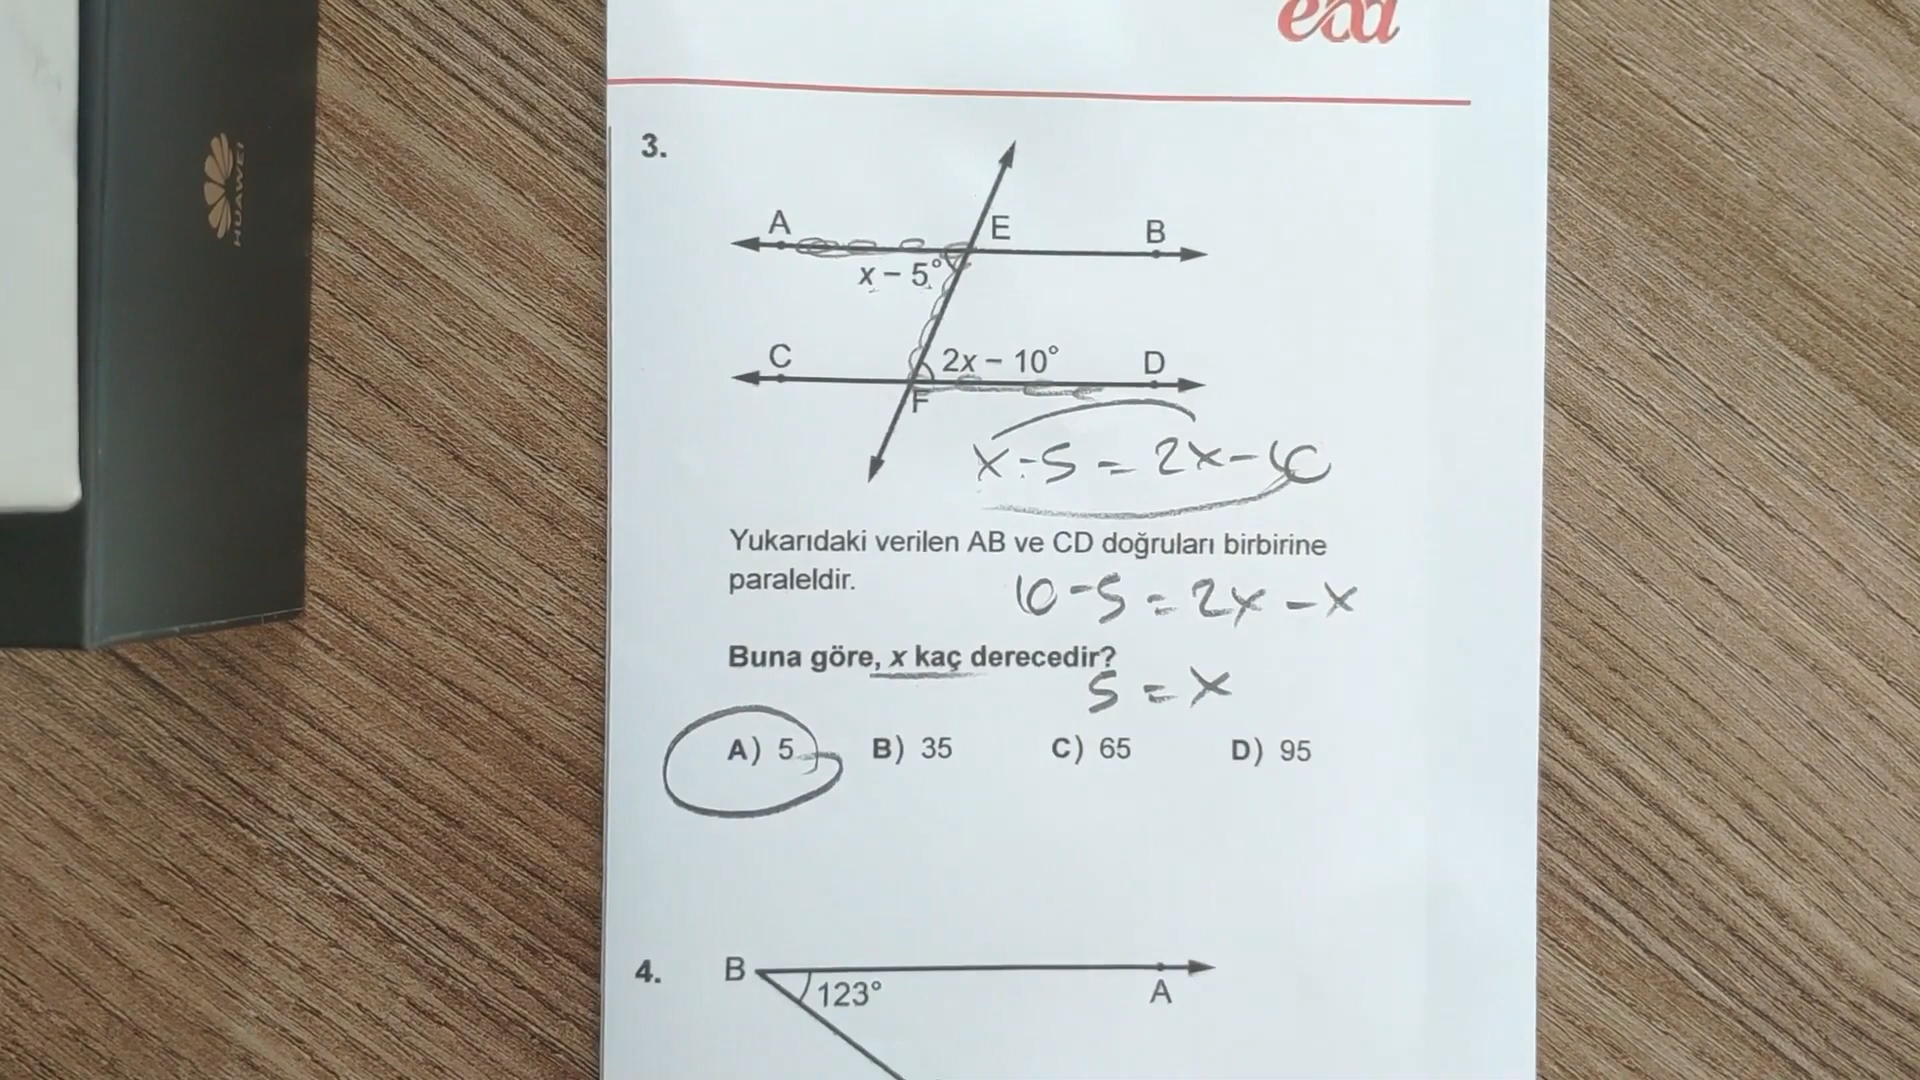 HUAWEI
3.
A
E
B
x – 5°
C
2x – 10°
D
F
x - 5 = 2x - 10
Yukarıdaki verilen AB ve CD doğruları birbirine
paraleldir.
10 - 5 = 2x - x
Buna göre, x kaç derecedir?
5 = x
A) 5 B) 35 C) 65 D) 95
4.
B
123°
A